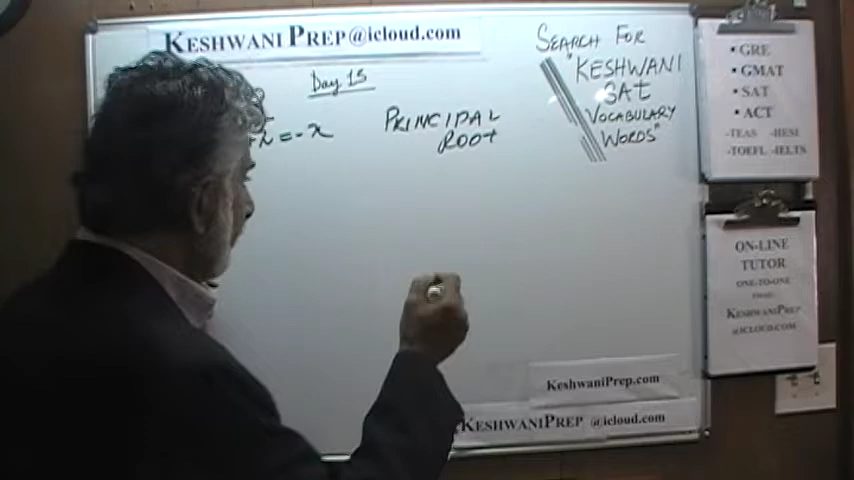 KESHWANI PREP@iCLOUD.COM
Day 15
= - x
PRINCIPAL
ROOT
SEARCH FOR
"KESHWANI
SAT
VOCABULARY
WORDS"
▪GRE
▪GMAT
▪SAT
▪ACT
-TEAS -HESI
-TOEFL -IELTS
ON-LINE
TUTOR
ONE-TO-ONE
KESHWANIPREP
@ICLOUD.COM
KESHWANIPREP.COM
KESHWANIPREP @iCLOUD.COM